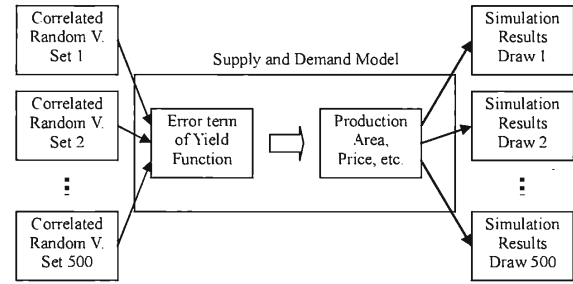 Correlated
Random V.
Set 1
Correlated
Random V.
Set 2
Correlated
Random V.
Set 500
Supply and Demand Model
Error term
of Yield
Function
Production
Area,
Price, etc.
Simulation
Results
Draw 1
Simulation
Results
Draw 2
Simulation
Results
Draw 500